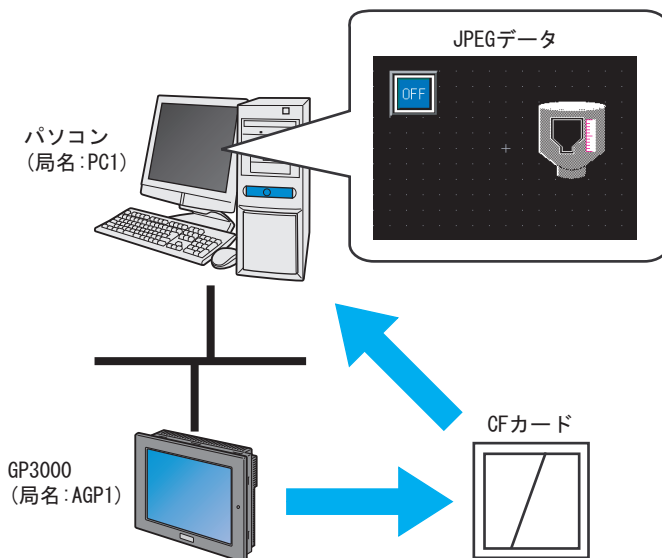 JPEGデータ
OFF
パソコン
(局名:PC1)
CFカード
GP3000
(局名:AGP1)